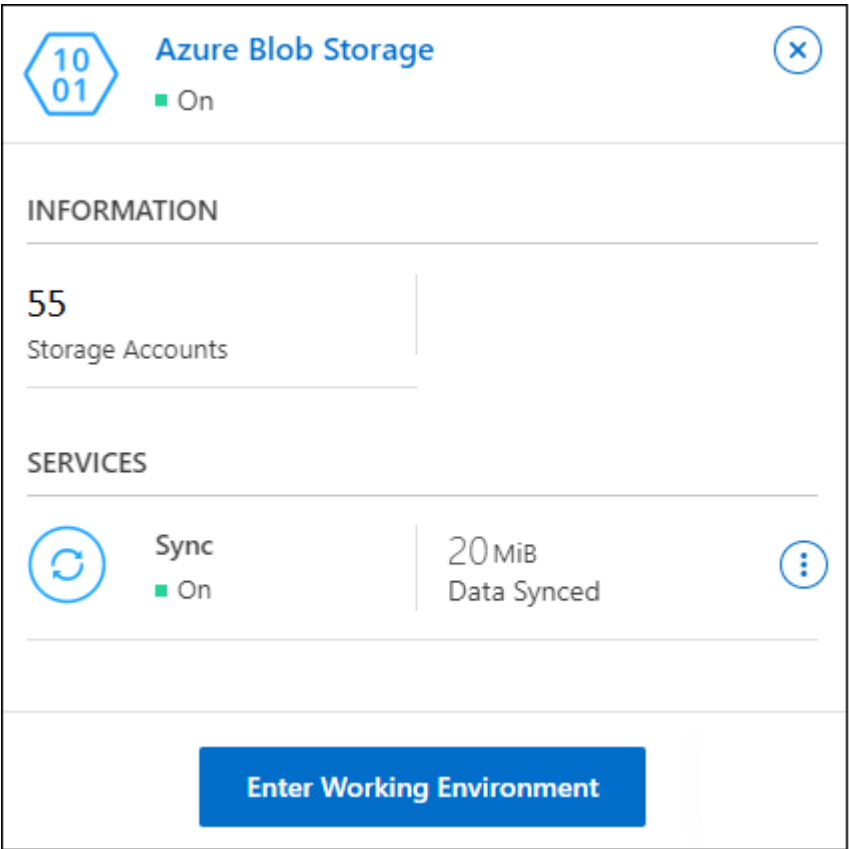 10
01
Azure Blob Storage
On
INFORMATION
55
Storage Accounts
SERVICES
Sync
On
20 MiB
Data Synced
Enter Working Environment